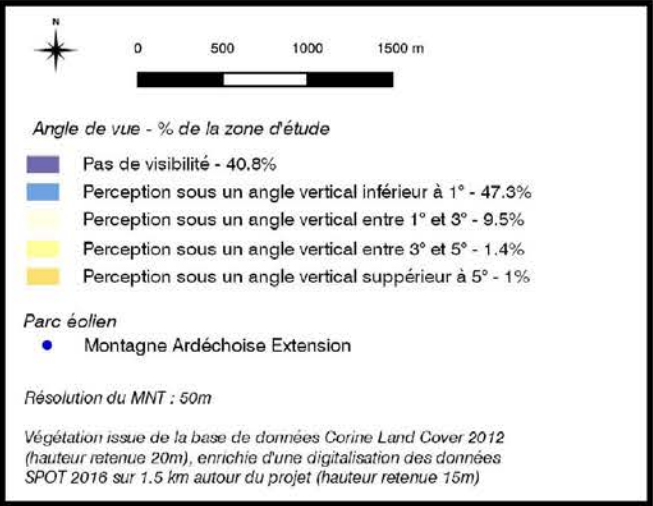 N
0 500 1000 1500 m
Angle de vue - % de la zone d'étude
Pas de visibilité - 40.8%
Perception sous un angle vertical inférieur à 1° - 47.3%
Perception sous un angle vertical entre 1° et 3° - 9.5%
Perception sous un angle vertical entre 3° et 5° - 1.4%
Perception sous un angle vertical suppérieur à 5° - 1%
Parc éolien
Montagne Ardéchoise Extension
Résolution du MNT : 50m
Végétation issue de la base de données Corine Land Cover 2012
(hauteur retenue 20m), enrichie d'une digitalisation des données
SPOT 2016 sur 1.5 km autour du projet (hauteur retenue 15m)